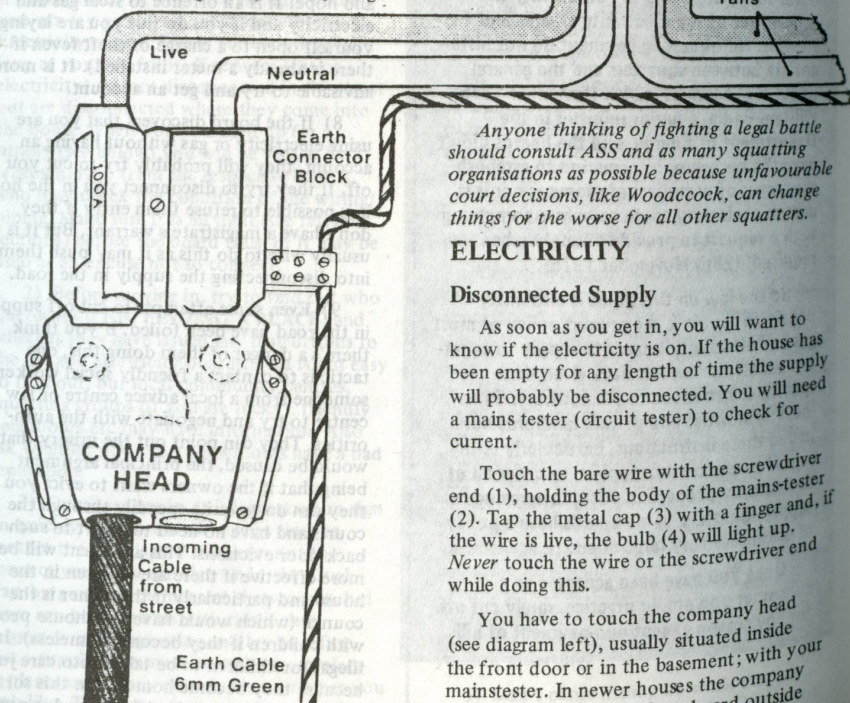 Live
Neutral
Earth
Connector
Block
100A
COMPANY
HEAD
Incoming
Cable
from
street
Earth Cable
6mm Green
Anyone thinking of fighting a legal battle
should consult ASS and as many squatting
organisations as possible because unfavourable
court decisions, like Woodccock, can change
things for the worse for all other squatters.
ELECTRICITY
Disconnected Supply
As soon as you get in, you will want to
know if the electricity is on. If the house has
been empty for any length of time the supply
will probably be disconnected. You will need
a mains tester (circuit tester) to check for
current.
Touch the bare wire with the screwdriver
end (1), holding the body of the mains-tester
(2). Tap the metal cap (3) with a finger and, if
the wire is live, the bulb (4) will light up.
Never touch the wire or the screwdriver end
while doing this.
You have to touch the company head
(see diagram left), usually situated inside
the front door or in the basement; with your
mainstester. In newer houses the company
outside